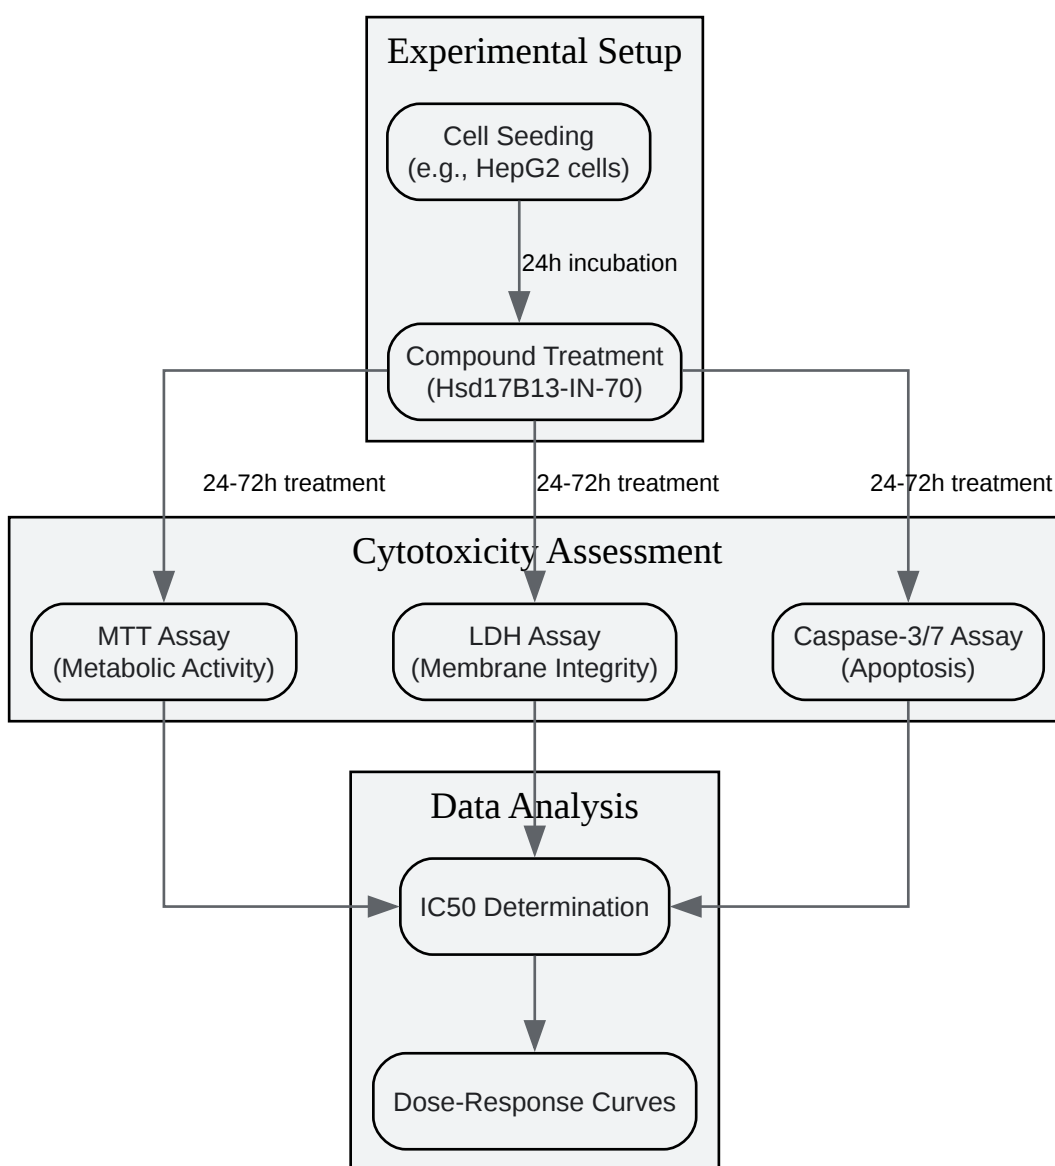 Experimental Setup
Cell Seeding
(e.g., HepG2 cells)
24h incubation
Compound Treatment
(Hsd17B13-IN-70)
24-72h treatment
24-72h treatment
24-72h treatment
Cytotoxicity Assessment
MTT Assay
(Metabolic Activity)
LDH Assay
(Membrane Integrity)
Caspase-3/7 Assay
(Apoptosis)
Data Analysis
IC50 Determination
Dose-Response Curves